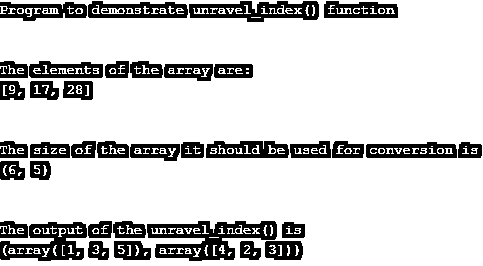 Program to demonstrate unravel_index() function
The elements of the array are:
[9, 17, 28]
The size of the array it should be used for conversion is
(6, 5)
The output of the unravel_index() is
(array([1, 3, 5]), array([4, 2, 3]))